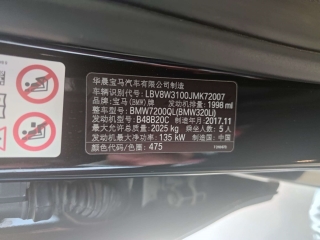 华晨宝马汽车有限公司制造
车辆识别代号: LBV8W3100JMK72007
品牌: 宝马(BMW)牌 发动机排量: 1998 ml
整车型号: BMW7200QL(BMW320Li)
发动机型号: B48B20C 制造年月: 2017.11
最大允许总质量: 2025 kg 乘坐人数: 5 人
发动机最大净功率: 135 kW 制造国: 中国
颜色代码/色漆: 475